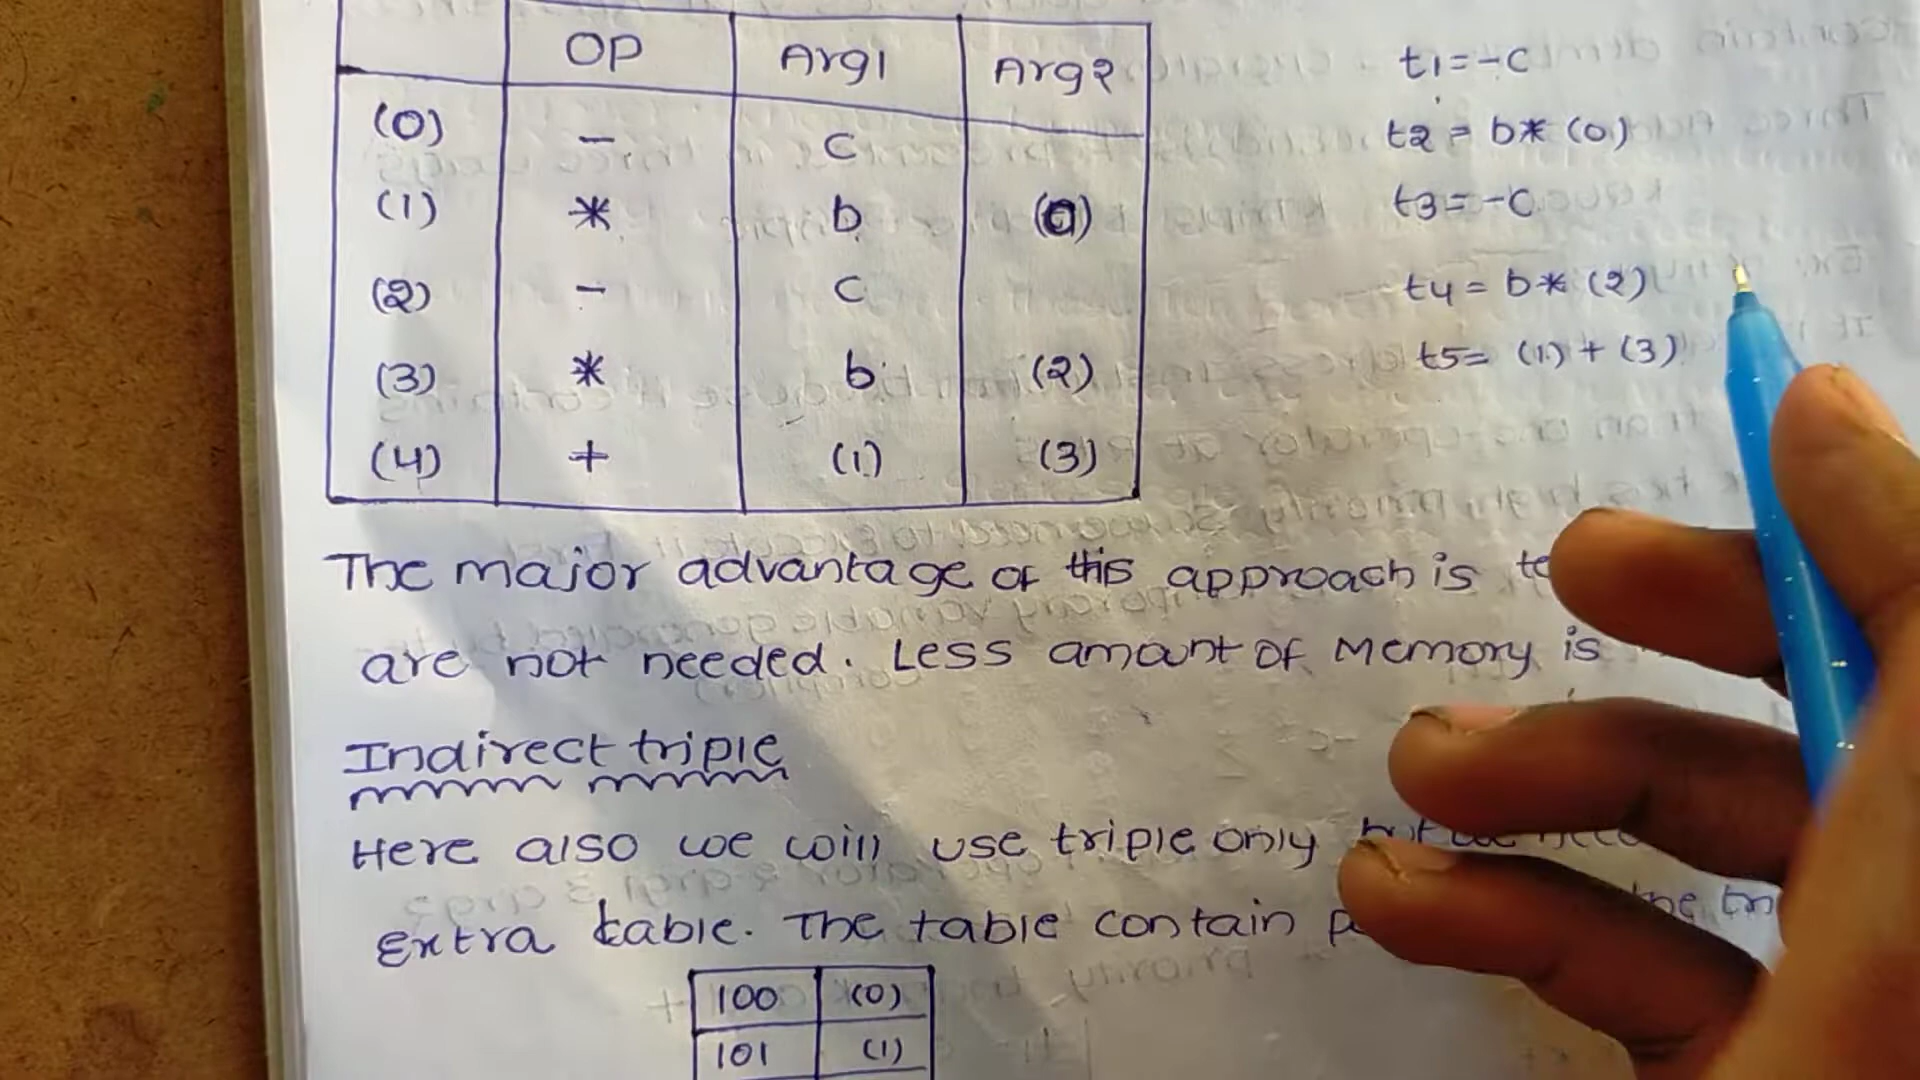 OP Arg1 Arg2
(0) - c
(1) * b (0)
(2) - c
(3) * b (2)
(4) + (1) (3)
t1=-c
t2 = b* (0)
t3=-c
t4 = b* (2)
t5= (1) + (3)
The major advantage of this approach is
are not needed. Less amount of Memory is
Indirect triple
Here also we will use triple only but
Extra table. The table contain
100 (0)
101 (1)